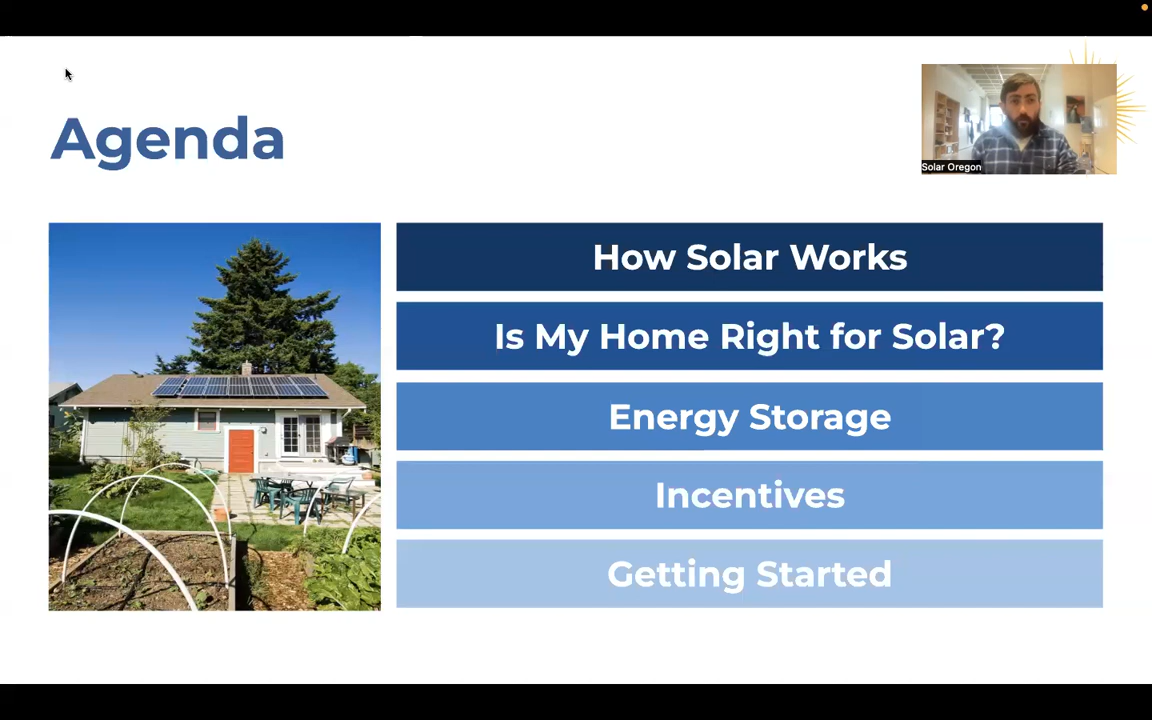 Agenda
Solar Oregon
How Solar Works
Is My Home Right for Solar?
Energy Storage
Incentives
Getting Started